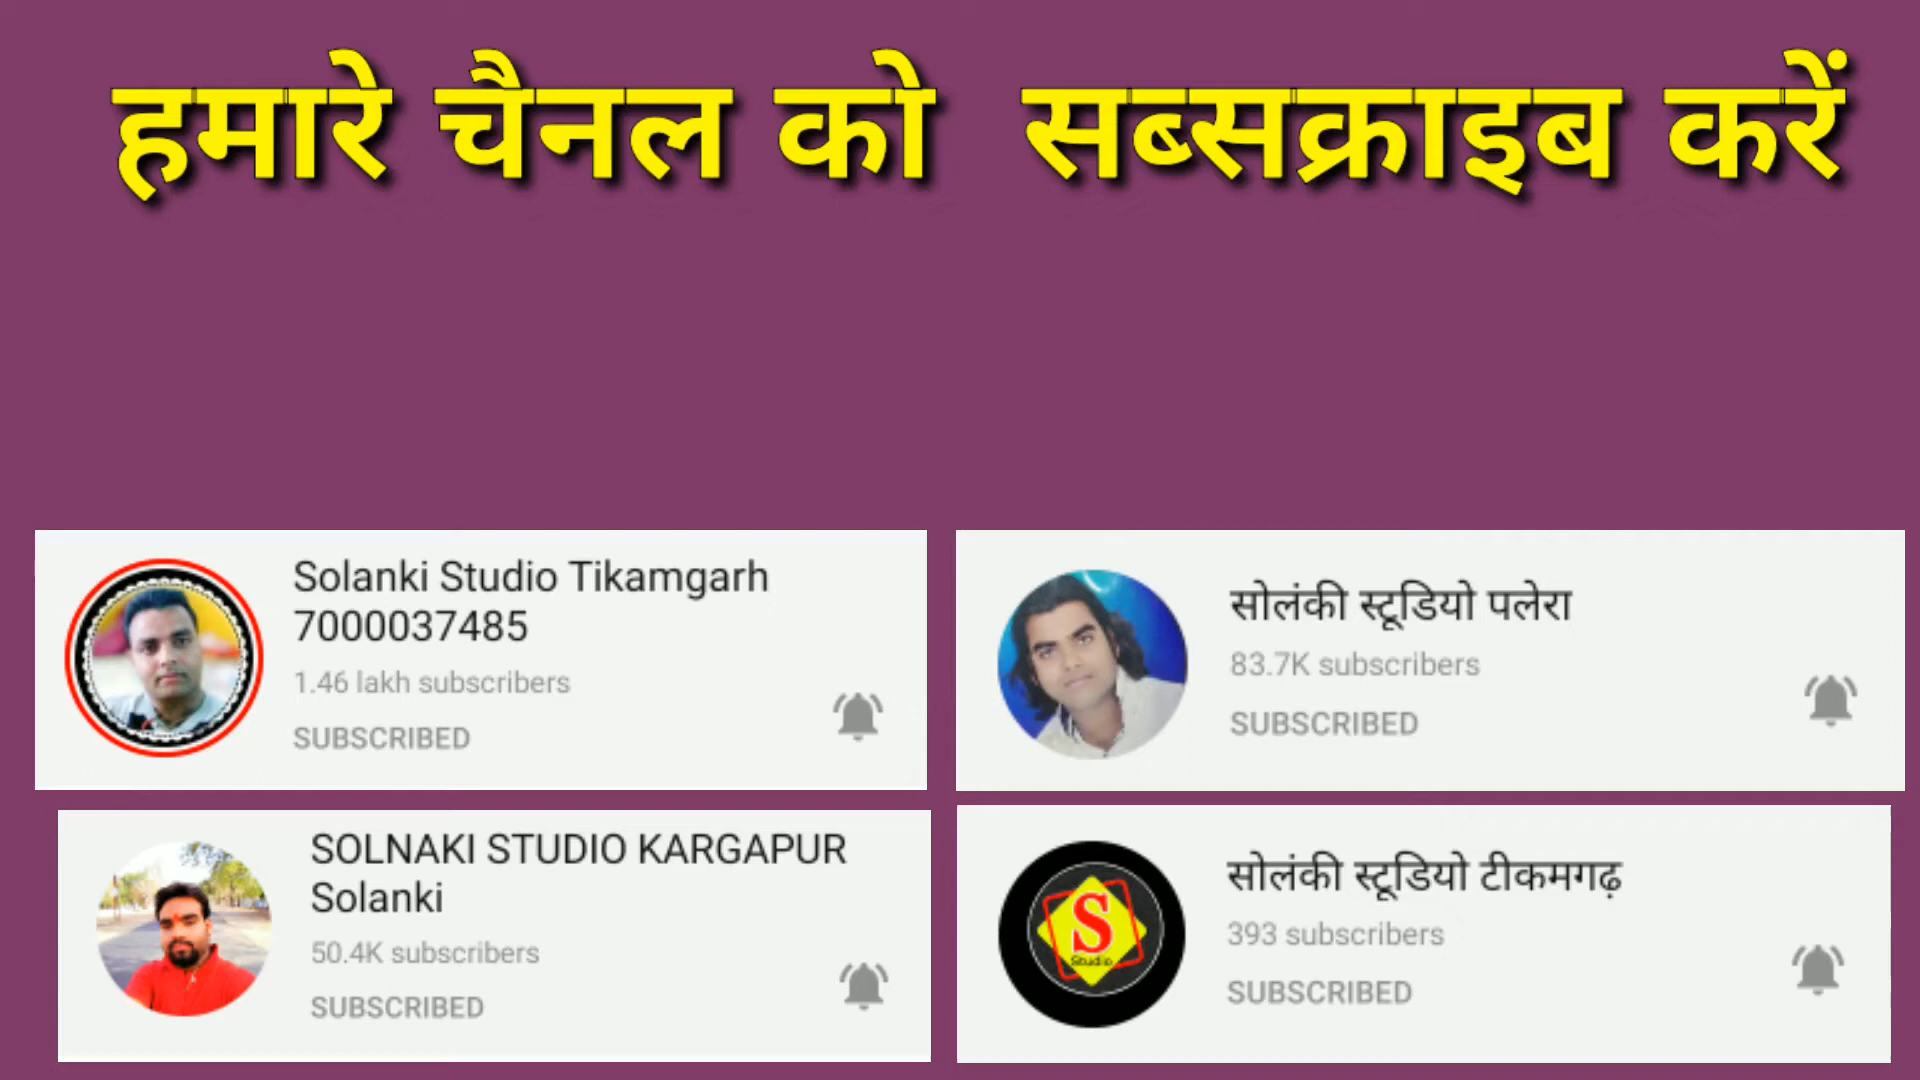 हमारे चैनल को सब्सक्राइब करें
Solanki Studio Tikamgarh
7000037485
1.46 lakh subscribers
SUBSCRIBED
सोलंकी स्टूडियो पलेरा
83.7K subscribers
SUBSCRIBED
SOLNAKI STUDIO KARGAPUR
Solanki
50.4K subscribers
SUBSCRIBED
S
Studio
सोलंकी स्टूडियो टीकमगढ़
393 subscribers
SUBSCRIBED